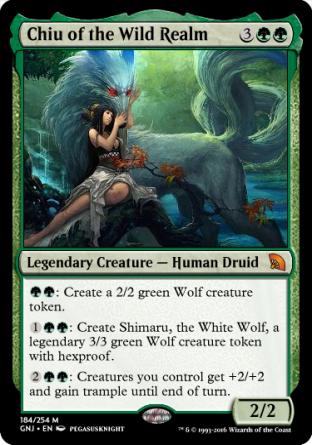 Chiu of the Wild Realm 3
Legendary Creature — Human Druid
: Create a 2/2 green Wolf creature
token.
1: Create Shimaru, the White Wolf, a
legendary 3/3 green Wolf creature token
with hexproof.
2: Creatures you control get +2/+2
and gain trample until end of turn.
2/2
184/254 M
GNJ • EN PEGASUSKNIGHT
™ & © 1993-2016 Wizards of the Coast